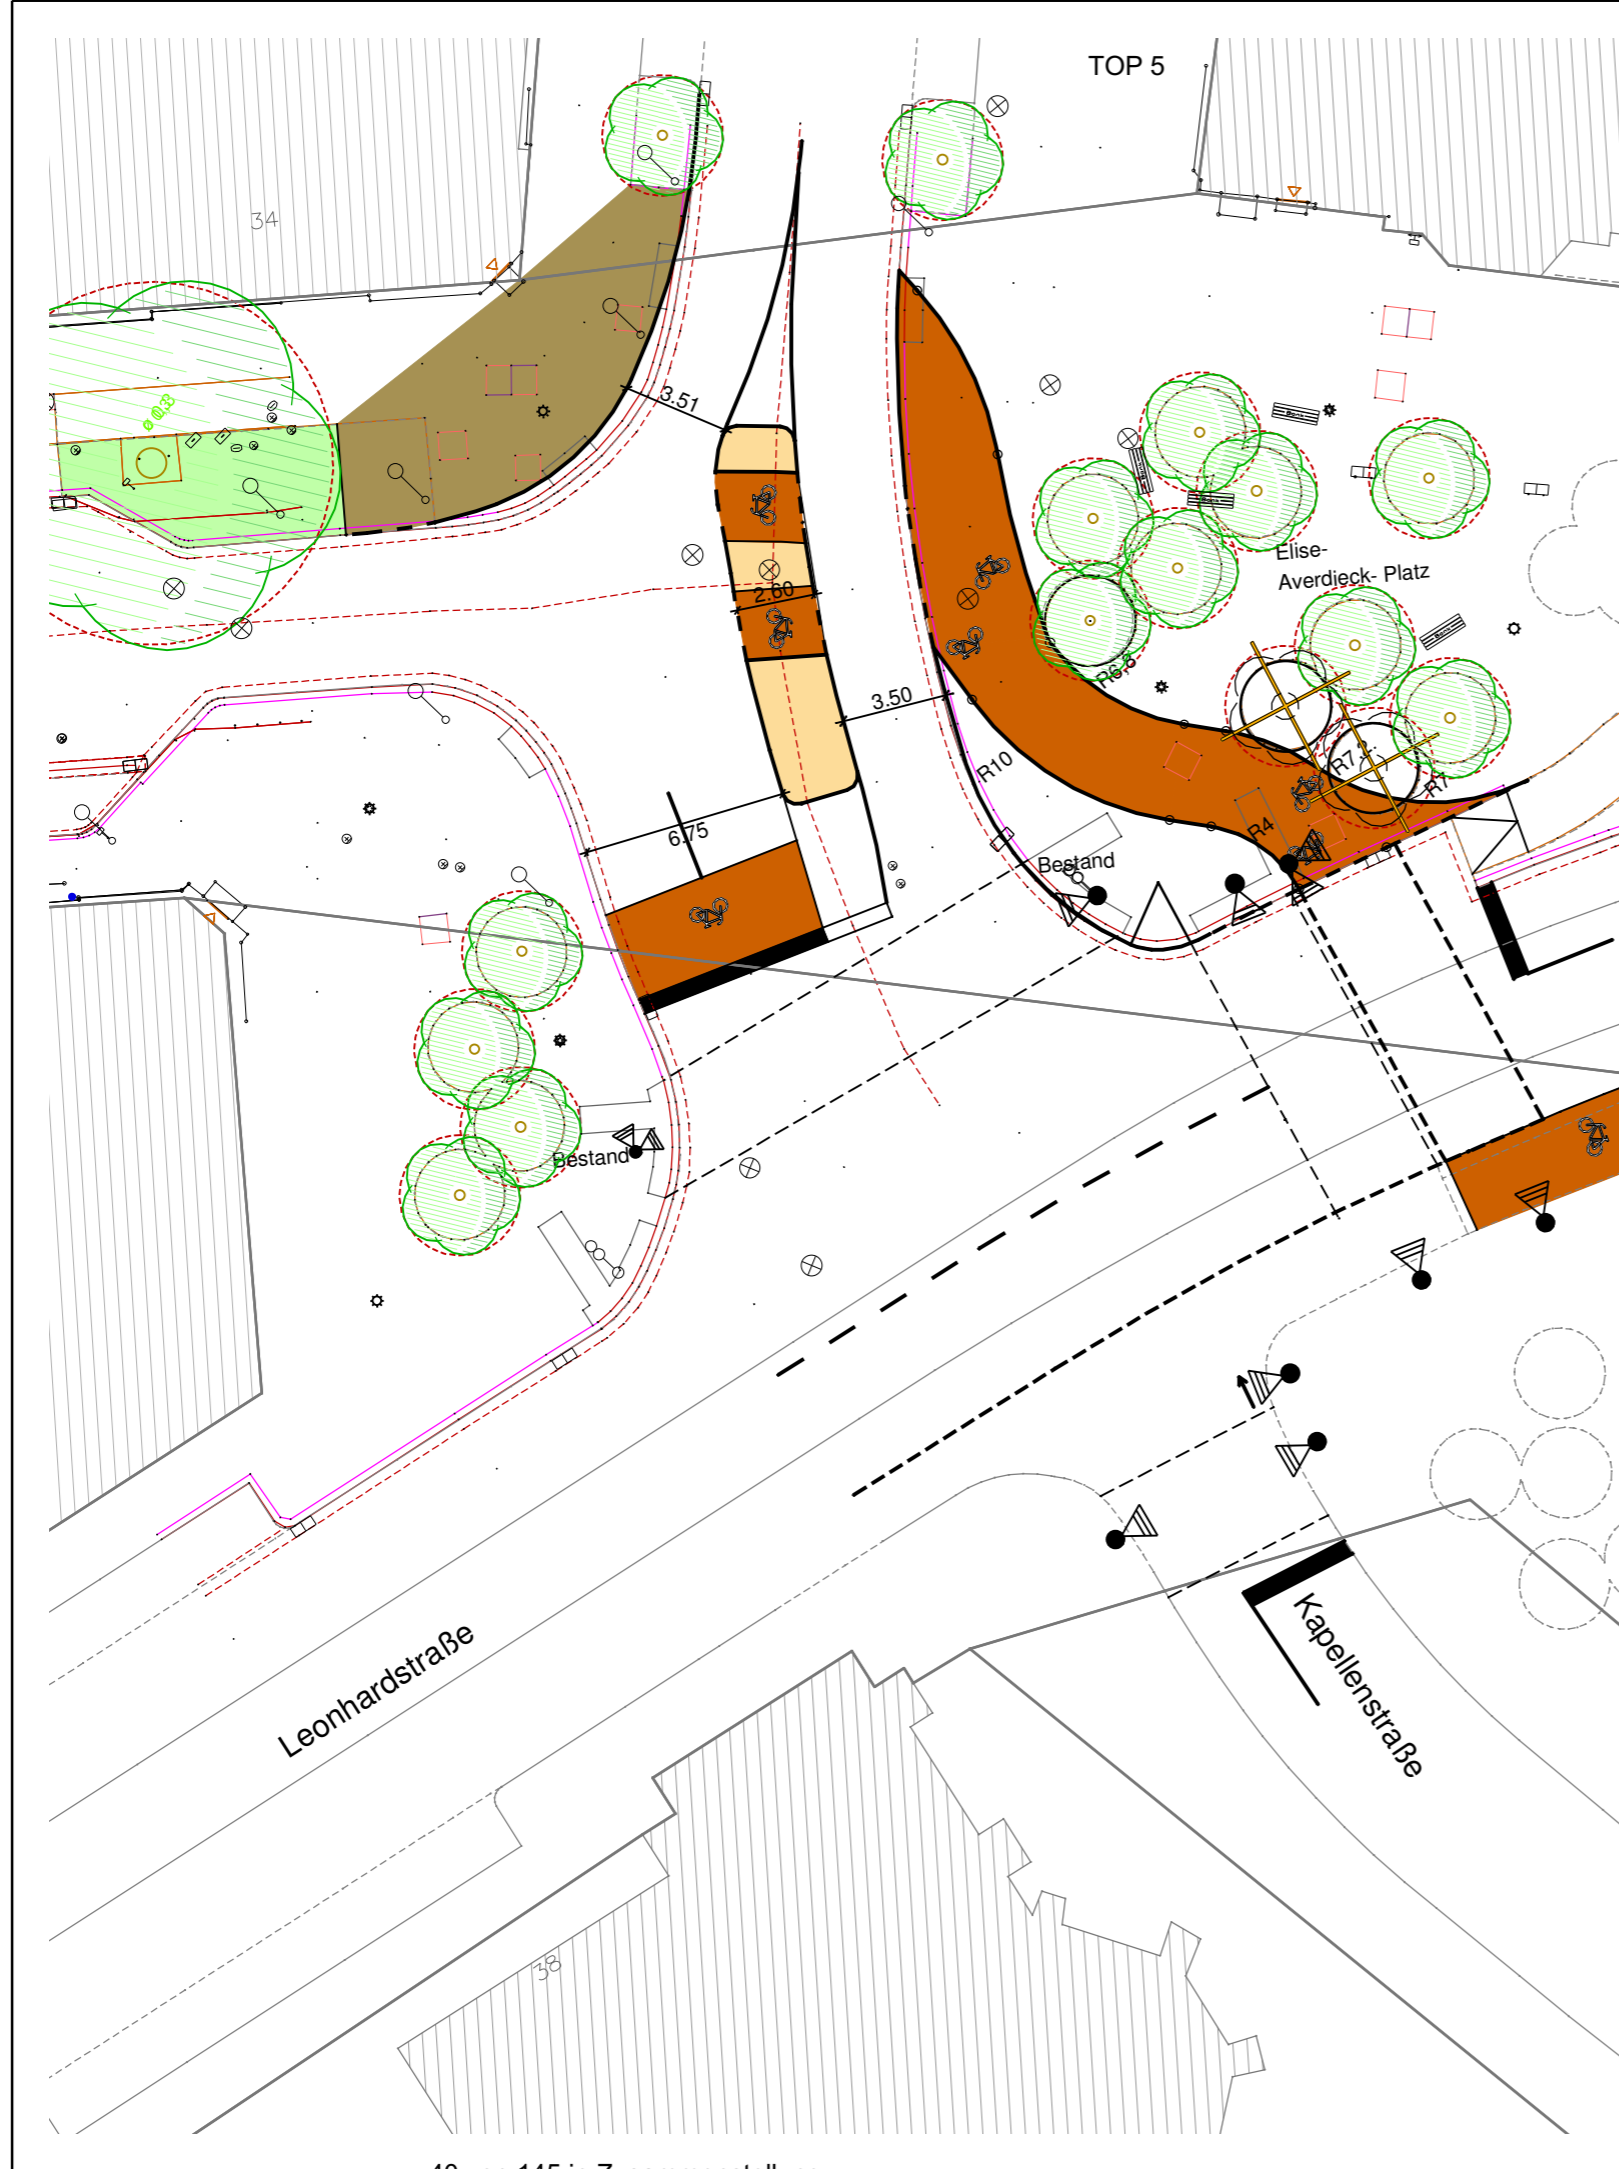 TOP 5
34
3.51
2.60
3.50
6.75
Elise-
Averdieck- Platz
R6,8
R10
R7,2
R7
R4
Bestand
Bestand
Leonhardstraße
Kapellenstraße
38